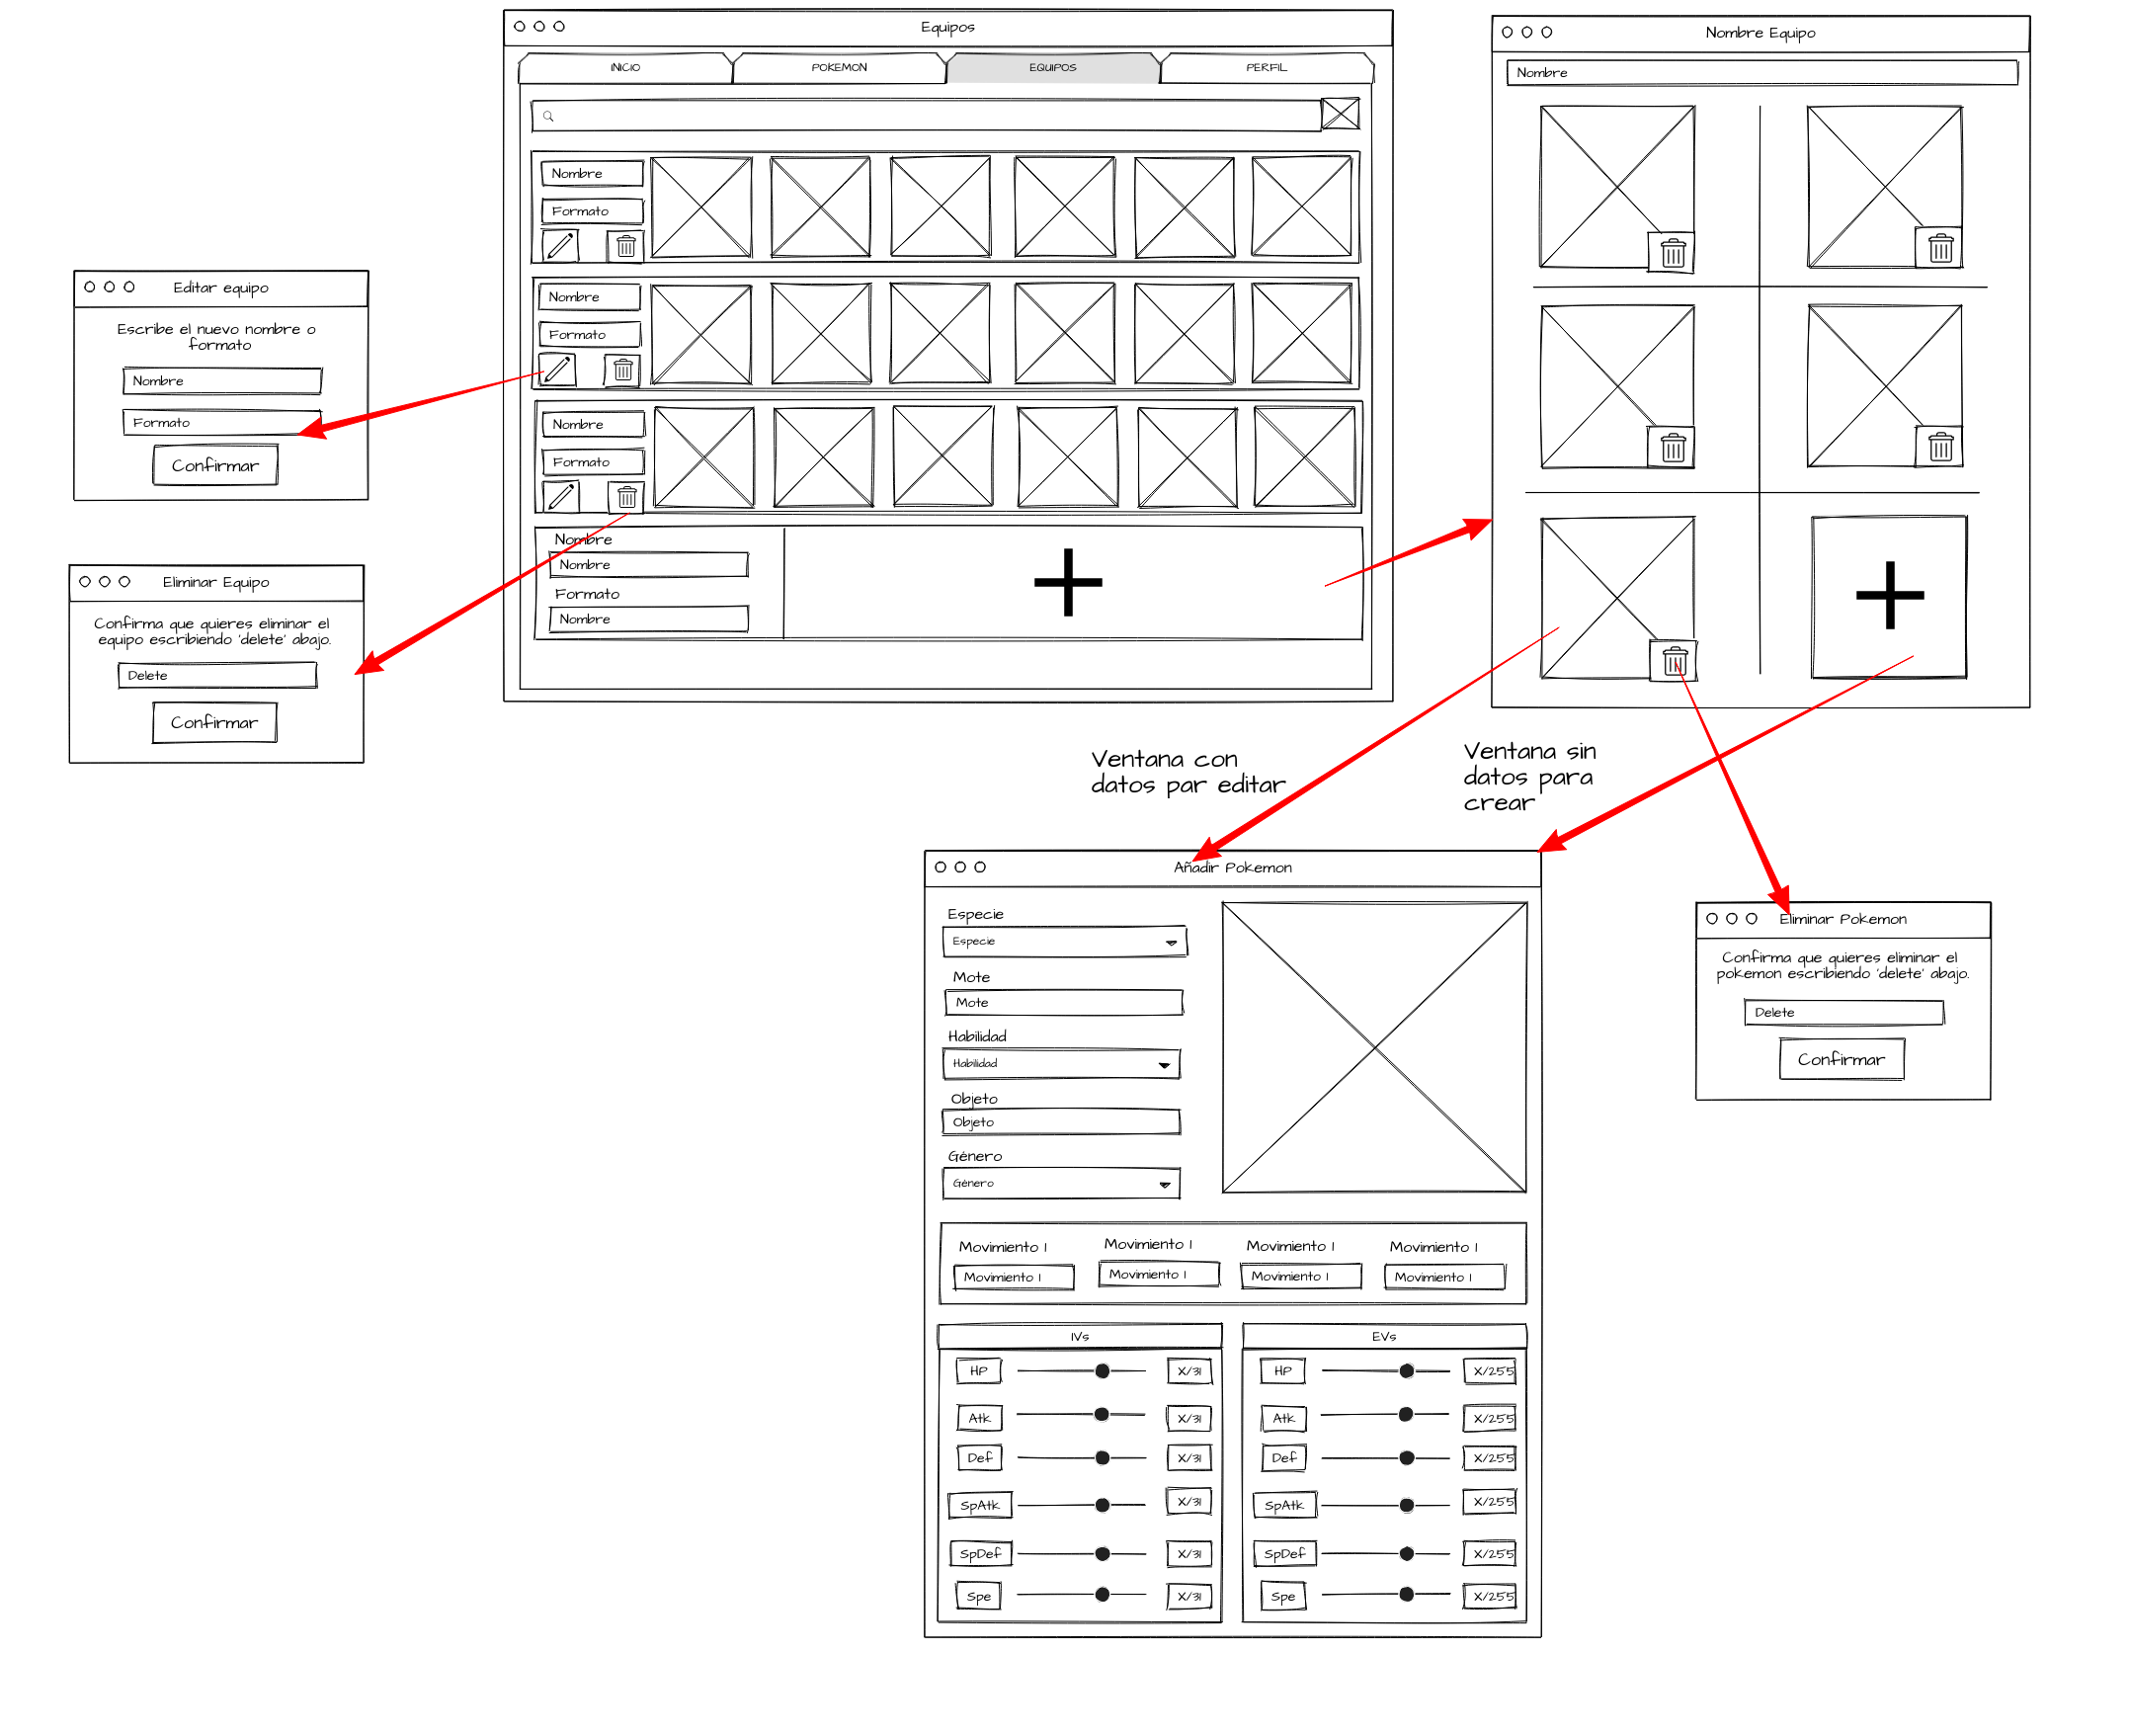 Equipos
INICIO
POKEMON
EQUIPOS
PERFIL
Nombre
Formato
Nombre
Formato
Nombre
Formato
Nombre
Nombre
Formato
Nombre
Editar equipo
Escribe el nuevo nombre o
formato
Nombre
Formato
Confirmar
Eliminar Equipo
Confirma que quieres eliminar el
equipo escribiendo 'delete' abajo.
Delete
Confirmar
Nombre Equipo
Nombre
Ventana con
datos par editar
Ventana sin
datos para
crear
Añadir Pokemon
Especie
Especie
Mote
Mote
Habilidad
Habilidad
Objeto
Objeto
Género
Género
Movimiento 1
Movimiento 1
Movimiento 1
Movimiento 1
Movimiento 1
Movimiento 1
Movimiento 1
Movimiento 1
IVs
HP
X/31
Atk
X/31
Def
X/31
SpAtk
X/31
SpDef
X/31
Spe
X/31
EVs
HP
X/255
Atk
X/255
Def
X/255
SpAtk
X/255
SpDef
X/255
Spe
X/255
Eliminar Pokemon
Confirma que quieres eliminar el
pokemon escribiendo 'delete' abajo.
Delete
Confirmar